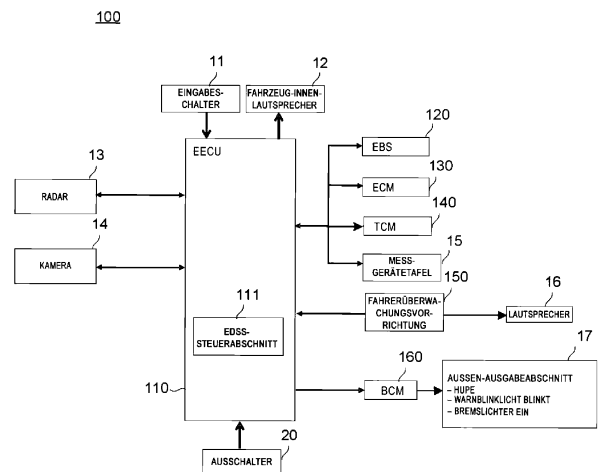 100
11
EINGABES-
CHALTER
12
FAHRZEUG-INNEN-
LAUTSPRECHER
EECU
120
EBS
130
ECM
140
TCM
15
MESS-
GERÄTETAFEL
13
RADAR
14
KAMERA
111
EDSS-
STEUERABSCHNITT
110
150
FAHRERÜBERWA-
CHUNGSVOR-
RICHTUNG
16
LAUTSPRECHER
17
AUSSEN-AUSGABEABSCHNITT
– HUPE
– WARNBLINKLICHT BLINKT
– BREMSLICHTER EIN
160
BCM
20
AUSSCHALTER